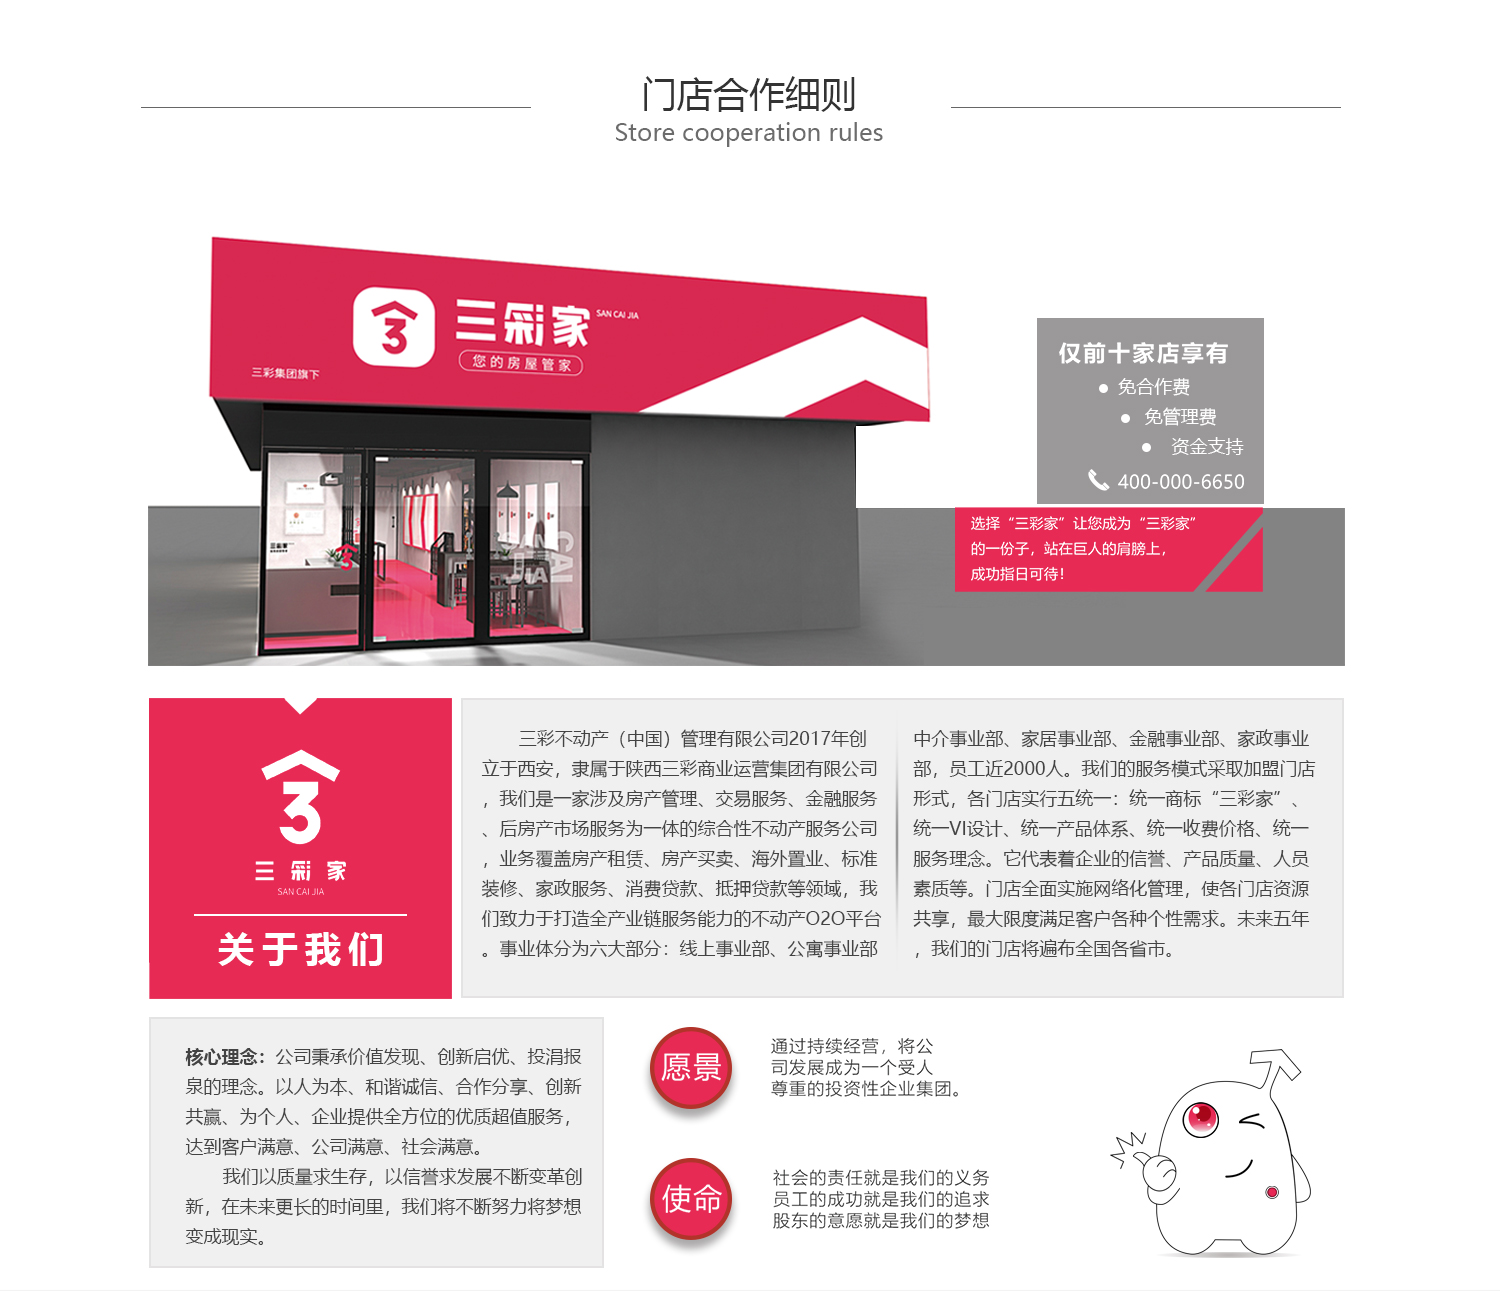 门店合作细则
Store cooperation rules
三彩家
SAN CAI JIA
您的房屋管家
三彩集团旗下
三彩家
CAI
仅前十家店享有
免合作费
免管理费
资金支持
400-000-6650
选择“三彩家”让您成为“三彩家”
的一份子，站在巨人的肩膀上，
成功指日可待！
三彩家
SAN CAI JIA
关于我们
三彩不动产（中国）管理有限公司2017年创
立于西安，隶属于陕西三彩商业运营集团有限公司
，我们是一家涉及房产管理、交易服务、金融服务
、后房产市场服务为一体的综合性不动产服务公司
，业务覆盖房产租赁、房产买卖、海外置业、标准
装修、家政服务、消费贷款、抵押贷款等领域，我
们致力于打造全产业链服务能力的不动产O2O平台
。事业体分为六大部分：线上事业部、公寓事业部
中介事业部、家居事业部、金融事业部、家政事业
部，员工近2000人。我们的服务模式采取加盟门店
形式，各门店实行五统一：统一商标“三彩家”、
统一VI设计、统一产品体系、统一收费价格、统一
服务理念。它代表着企业的信誉、产品质量、人员
素质等。门店全面实施网络化管理，使各门店资源
共享，最大限度满足客户各种个性需求。未来五年
，我们的门店将遍布全国各省市。
核心理念：公司秉承价值发现、创新启优、投涓报
泉的理念。以人为本、和谐诚信、合作分享、创新
共赢、为个人、企业提供全方位的优质超值服务，
达到客户满意、公司满意、社会满意。
我们以质量求生存，以信誉求发展不断变革创
新，在未来更长的时间里，我们将不断努力将梦想
变成现实。
愿景
通过持续经营，将公
司发展成为一个受人
尊重的投资性企业集团。
使命
社会的责任就是我们的义务
员工的成功就是我们的追求
股东的意愿就是我们的梦想